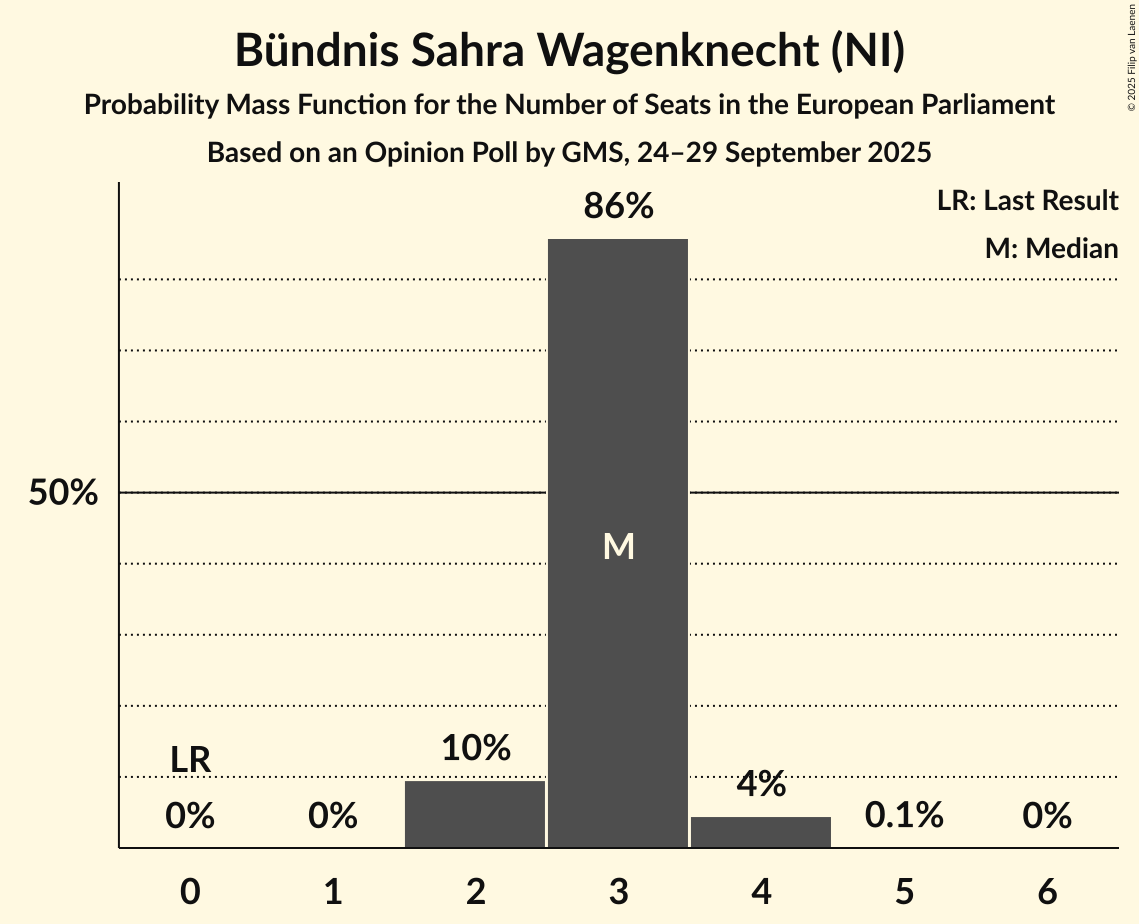 Bündnis Sahra Wagenknecht (NI)
Probability Mass Function for the Number of Seats in the European Parliament
Based on an Opinion Poll by GMS, 24–29 September 2025
© 2025 Filip van Laenen
LR: Last Result
M: Median
86%
50%
M
LR
10%
4%
0%
0%
0.1%
0%
0
1
2
3
4
5
6